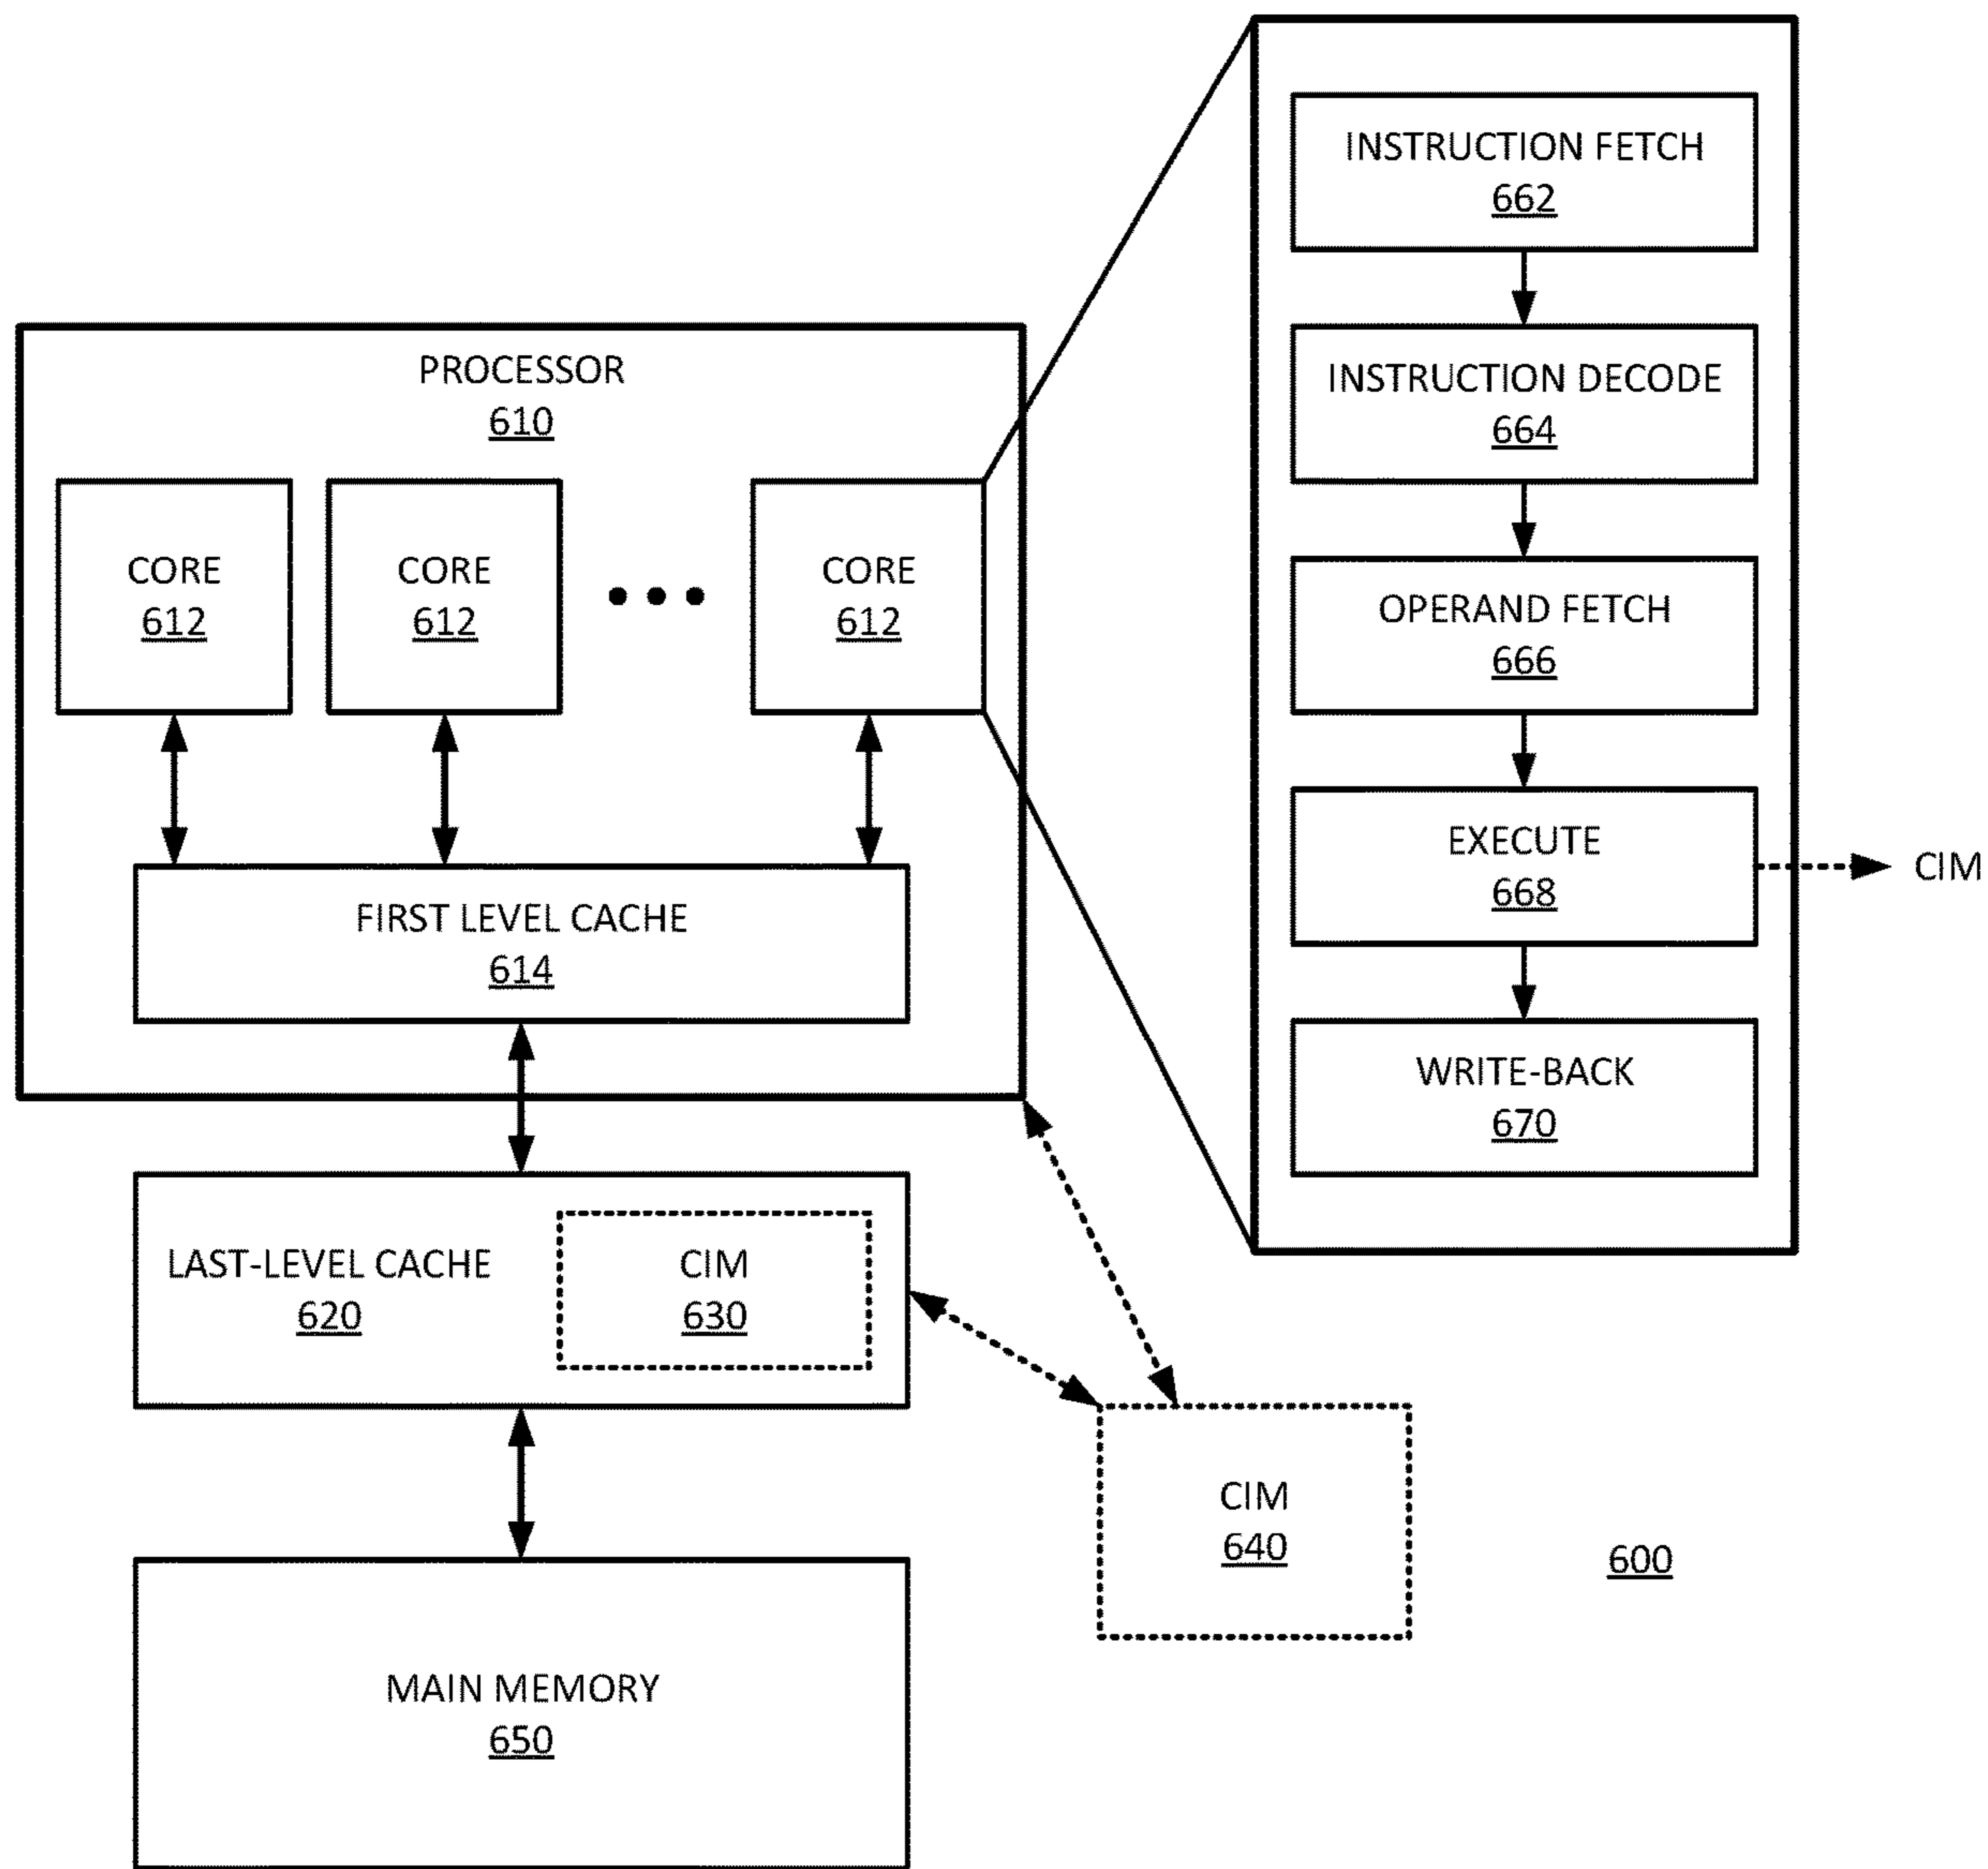 PROCESSOR
610
CORE
612
CORE
612
CORE
612
FIRST LEVEL CACHE
614
LAST-LEVEL CACHE
620
CIM
630
MAIN MEMORY
650
CIM
640
600
INSTRUCTION FETCH
662
INSTRUCTION DECODE
664
OPERAND FETCH
666
EXECUTE
668
CIM
WRITE-BACK
670